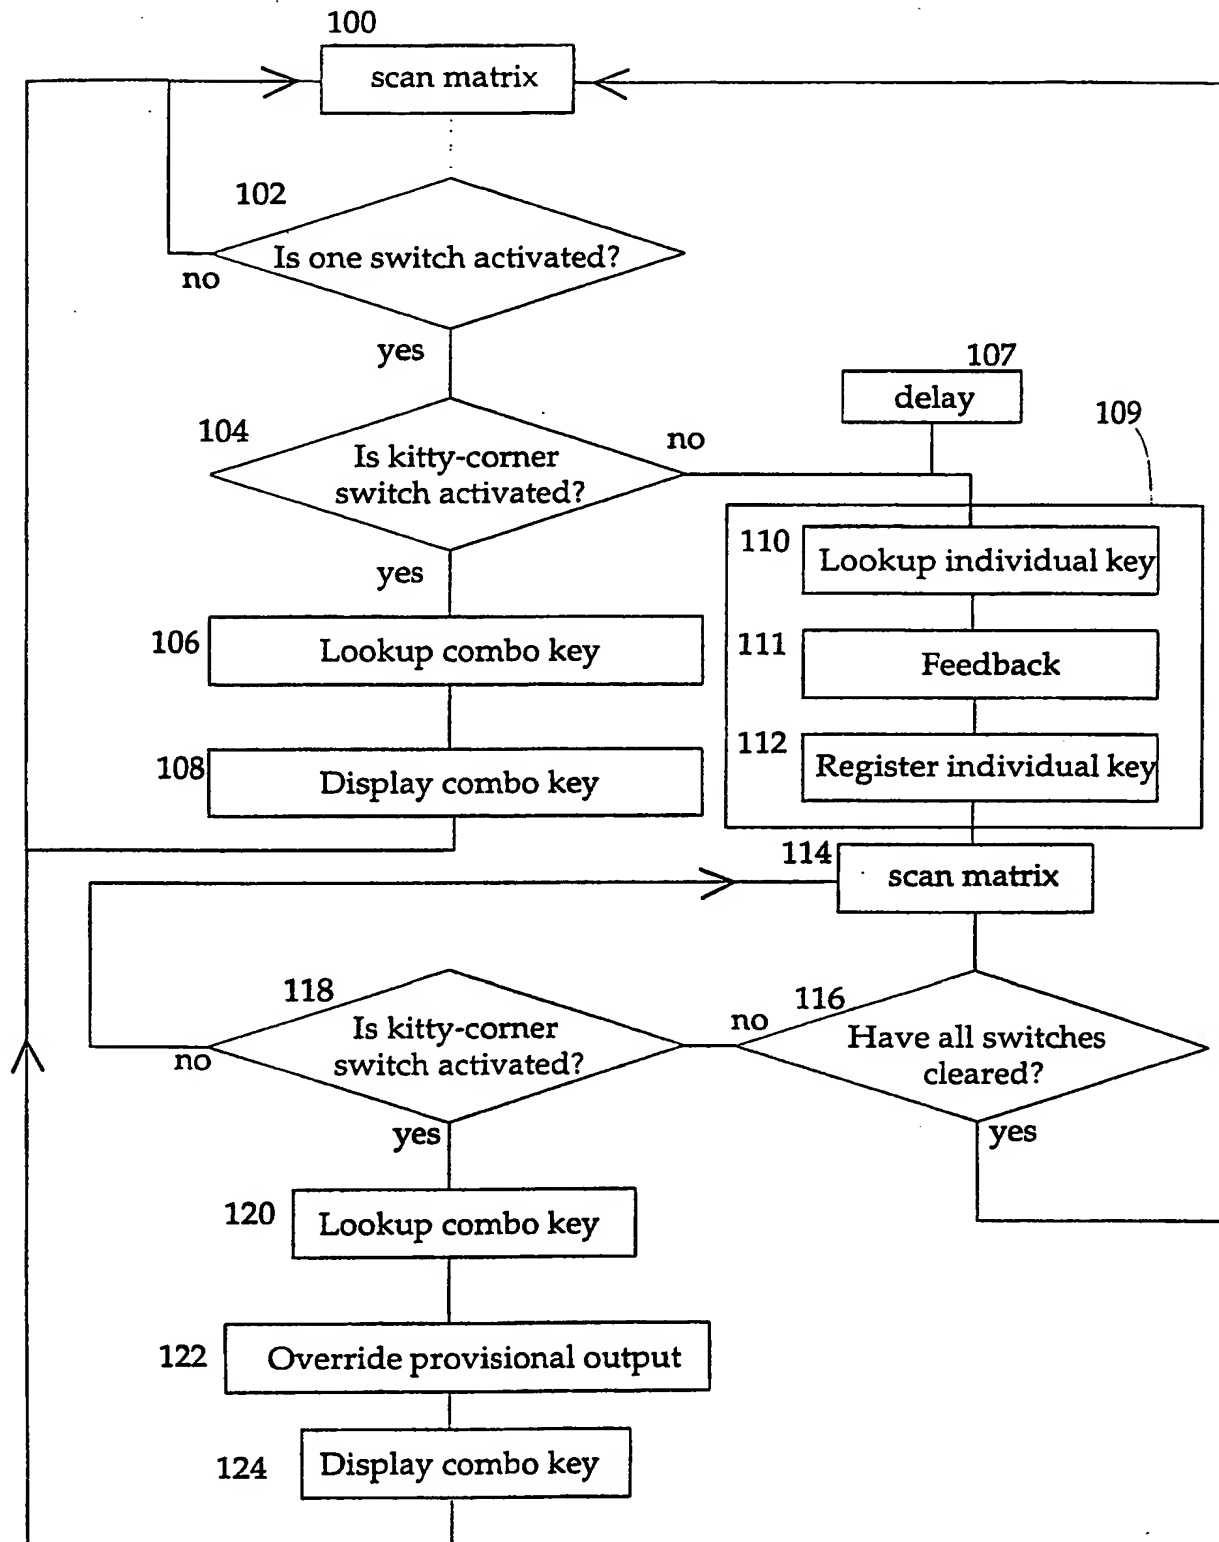 100
scan matrix
102
Is one switch activated?
no
yes
107
delay
109
104
Is kitty-corner
switch activated?
no
yes
110
Lookup individual key
106
Lookup combo key
111
Feedback
112
Register individual key
108
Display combo key
114
scan matrix
118
Is kitty-corner
switch activated?
no
yes
116
no
Have all switches
cleared?
yes
120
Lookup combo key
122
Override provisional output
124
Display combo key